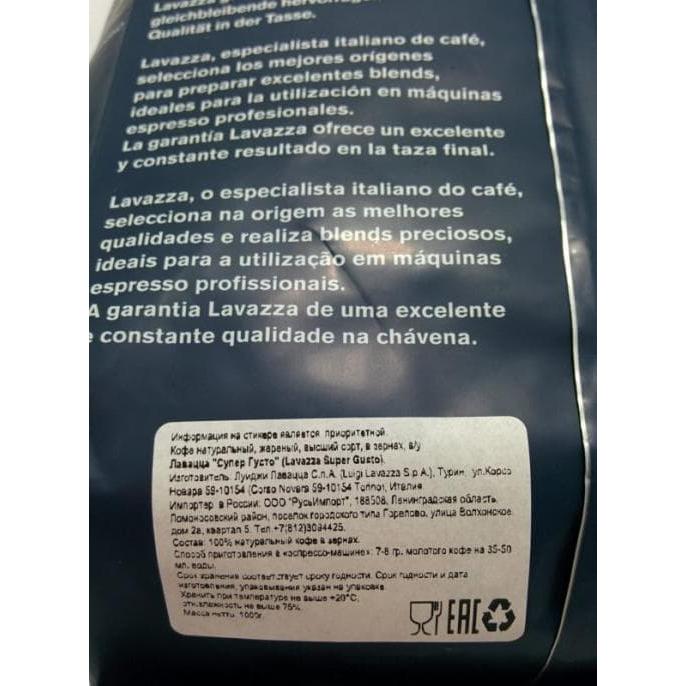 Lavazza
gleichbleibende
Qualität in der Tasse.
Lavazza, especialista italiano de café,
selecciona los mejores orígenes
para preparar excelentes blends,
ideales para la utilización en máquinas
espresso profesionales.
La garantía Lavazza ofrece un excelente
y constante resultado en la taza final.
Lavazza, o especialista italiano do café,
selecciona na origem as melhores
qualidades e realiza blends preciosos,
ideais para a utilização em máquinas
espresso profissionais.
A garantia Lavazza de uma excelente
e constante qualidade na chávena.
Информация на стикере является приоритетной.
Кофе натуральный, жареный, высший сорт, в зернах, в/у
Лавацца "Супер Густо" (Lavazza Super Gusto).
Изготовитель: Луиджи Лавацца С.п.А. (Luigi Lavazza S.p.A.), Турин, ул.Корсо
Новара 59-10154 (Corso Novara 59-10154 Torino), Италия
Импортер в России: ООО "РусьИмпорт", 188508, Ленинградская область,
Ломоносовский район, поселок городского типа Горелово, улица Волхонское,
дом 2а, квартал 5. Тел.+7(812)3094425.
Состав: 100% натуральный кофе в зернах.
Способ приготовления в «эспрессо-машине»: 7-8 гр. молотого кофе на 35-50
мл. воды.
Срок хранения соответствует сроку годности. Срок годности и дата
изготовления, упаковывания указан на упаковке.
Хранить при температуре не выше +20°С,
отн.влажность не выше 75%.
Масса нетто: 1000г.
EAC